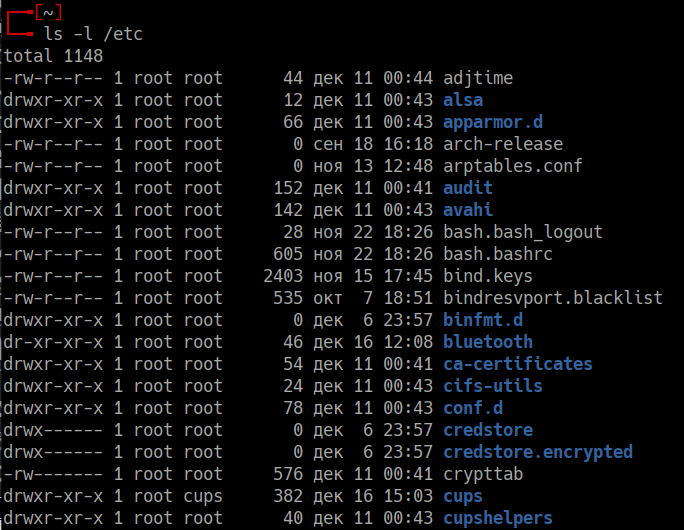 [~]
ls -l /etc
total 1148
-rw-r--r-- 1 root root 44 дек 11 00:44 adjtime
drwxr-xr-x 1 root root 12 дек 11 00:43 alsa
drwxr-xr-x 1 root root 66 дек 11 00:43 apparmor.d
-rw-r--r-- 1 root root 0 сен 18 16:18 arch-release
-rw-r--r-- 1 root root 0 ноя 13 12:48 arptables.conf
drwxr-xr-x 1 root root 152 дек 11 00:41 audit
drwxr-xr-x 1 root root 142 дек 11 00:43 avahi
-rw-r--r-- 1 root root 28 ноя 22 18:26 bash.bash_logout
-rw-r--r-- 1 root root 605 ноя 22 18:26 bash.bashrc
-rw-r--r-- 1 root root 2403 ноя 15 17:45 bind.keys
-rw-r--r-- 1 root root 535 окт 7 18:51 bindresvport.blacklist
drwxr-xr-x 1 root root 0 дек 6 23:57 binfmt.d
dr-xr-xr-x 1 root root 46 дек 16 12:08 bluetooth
drwxr-xr-x 1 root root 54 дек 11 00:41 ca-certificates
drwxr-xr-x 1 root root 24 дек 11 00:43 cifs-utils
drwxr-xr-x 1 root root 78 дек 11 00:43 conf.d
drwx------ 1 root root 0 дек 6 23:57 credstore
drwx------ 1 root root 0 дек 6 23:57 credstore.encrypted
-rw------- 1 root root 576 дек 11 00:41 crypttab
drwxr-xr-x 1 root cups 382 дек 16 15:03 cups
drwxr-xr-x 1 root root 40 дек 11 00:43 cupshelpers